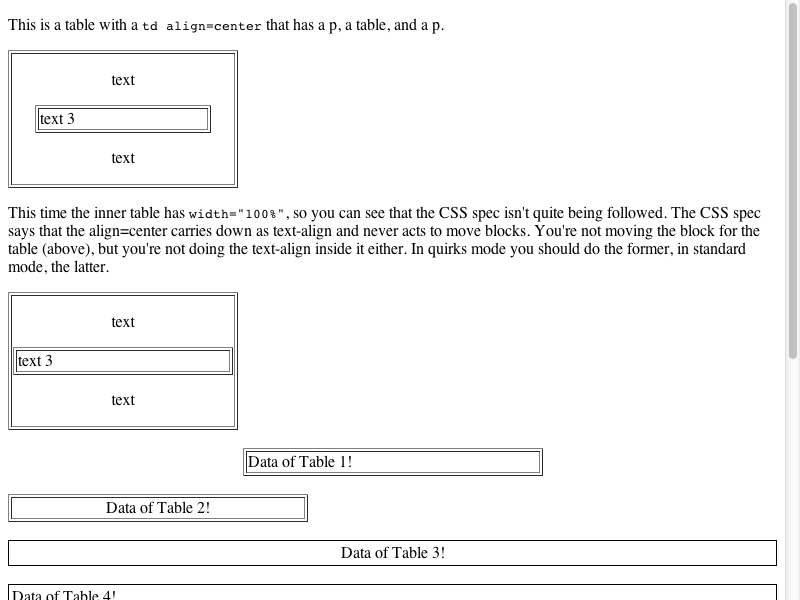 This is a table with a td align=center that has a p, a table, and a p.
text
text 3
text
This time the inner table has width="100%", so you can see that the CSS spec isn't quite being followed. The CSS spec
says that the align=center carries down as text-align and never acts to move blocks. You're not moving the block for the
table (above), but you're not doing the text-align inside it either. In quirks mode you should do the former, in standard
mode, the latter.
text
text 3
text
Data of Table 1!
Data of Table 2!
Data of Table 3!
Data of Table 4!